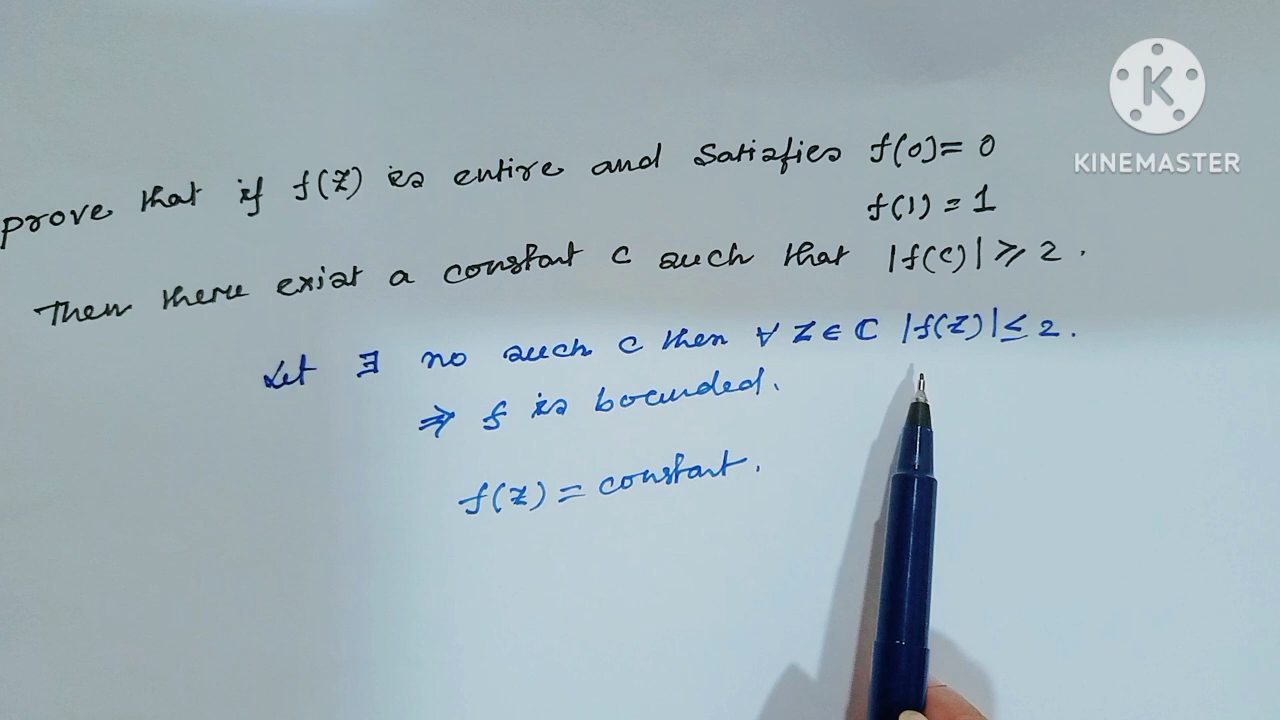 K
KINEMASTER
prove that if f(z) is entire and satisfies f(0) = 0
f(1) = 1
Then there exist a constant c such that |f(c)| ≥ 2.
Let ∃ no such c then ∀ z ∈ ℂ |f(z)| ≤ 2.
⇒ f is bounded.
f(z) = constant.